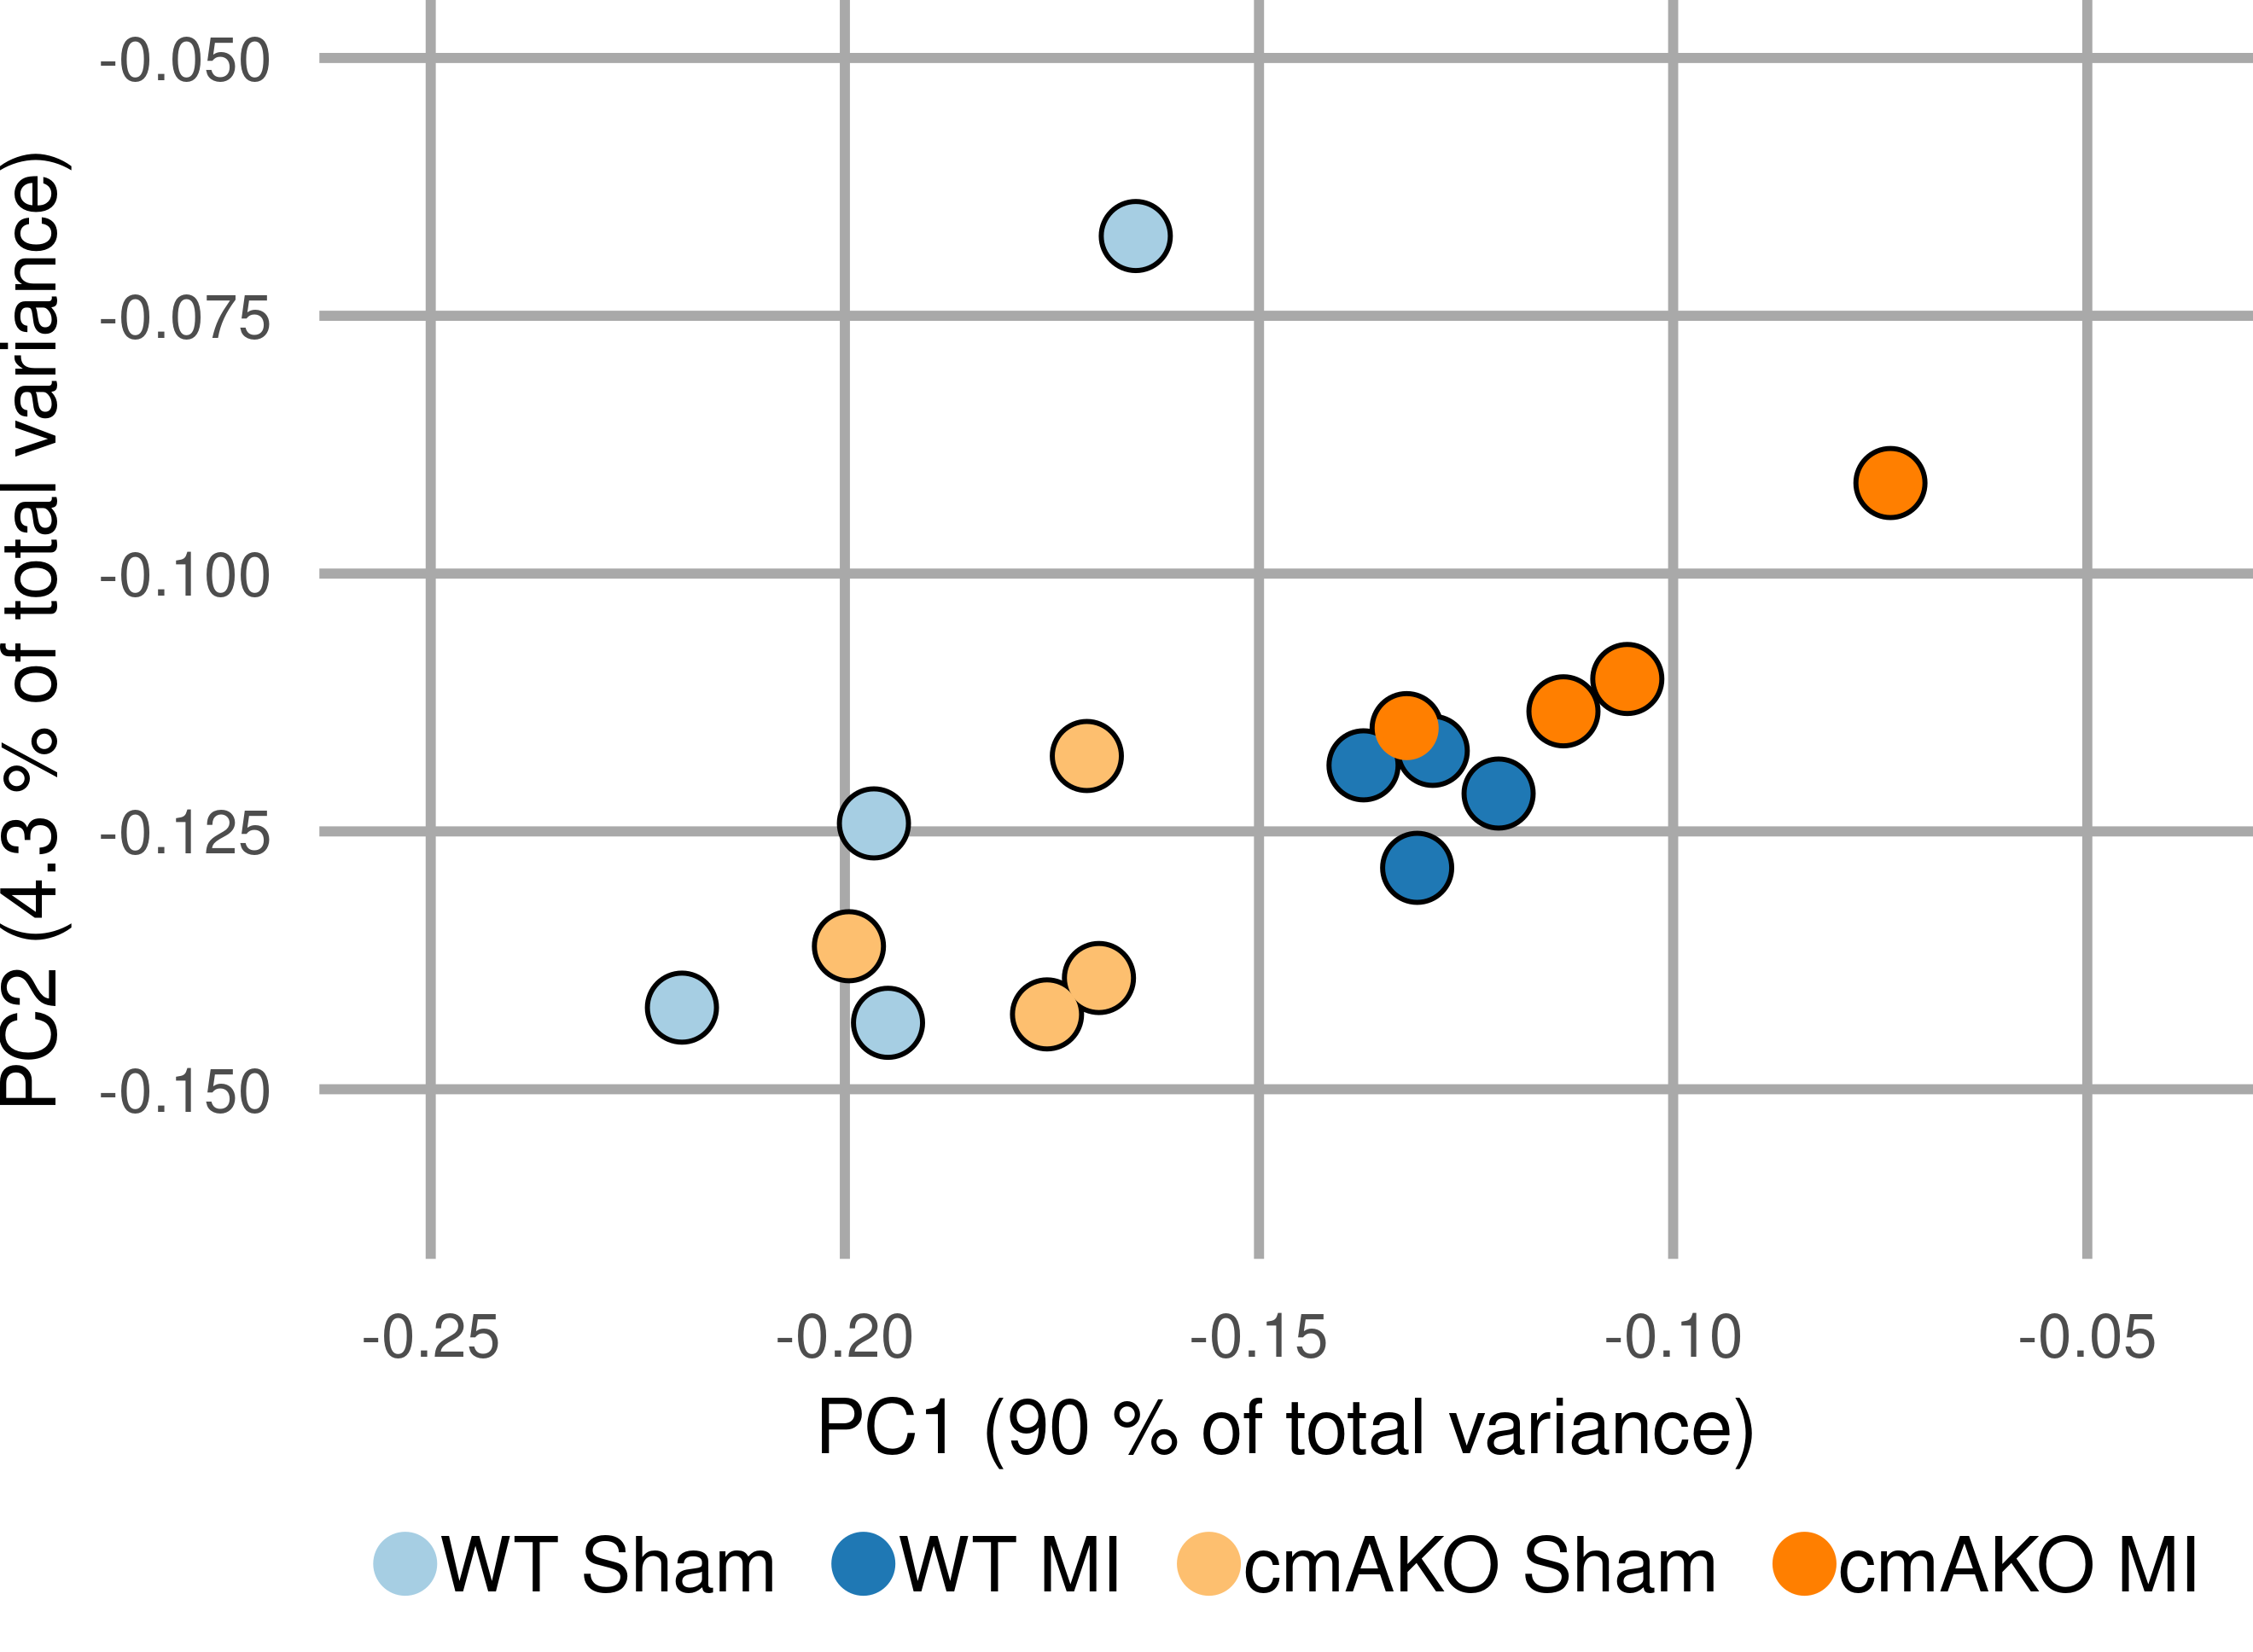 PC2 (4.3 % of total variance)
-0.050
-0.075
-0.100
-0.125
-0.150
-0.25 -0.20 -0.15 -0.10 -0.05
PC1 (90 % of total variance)
WT Sham WT MI cmAKO Sham cmAKO MI